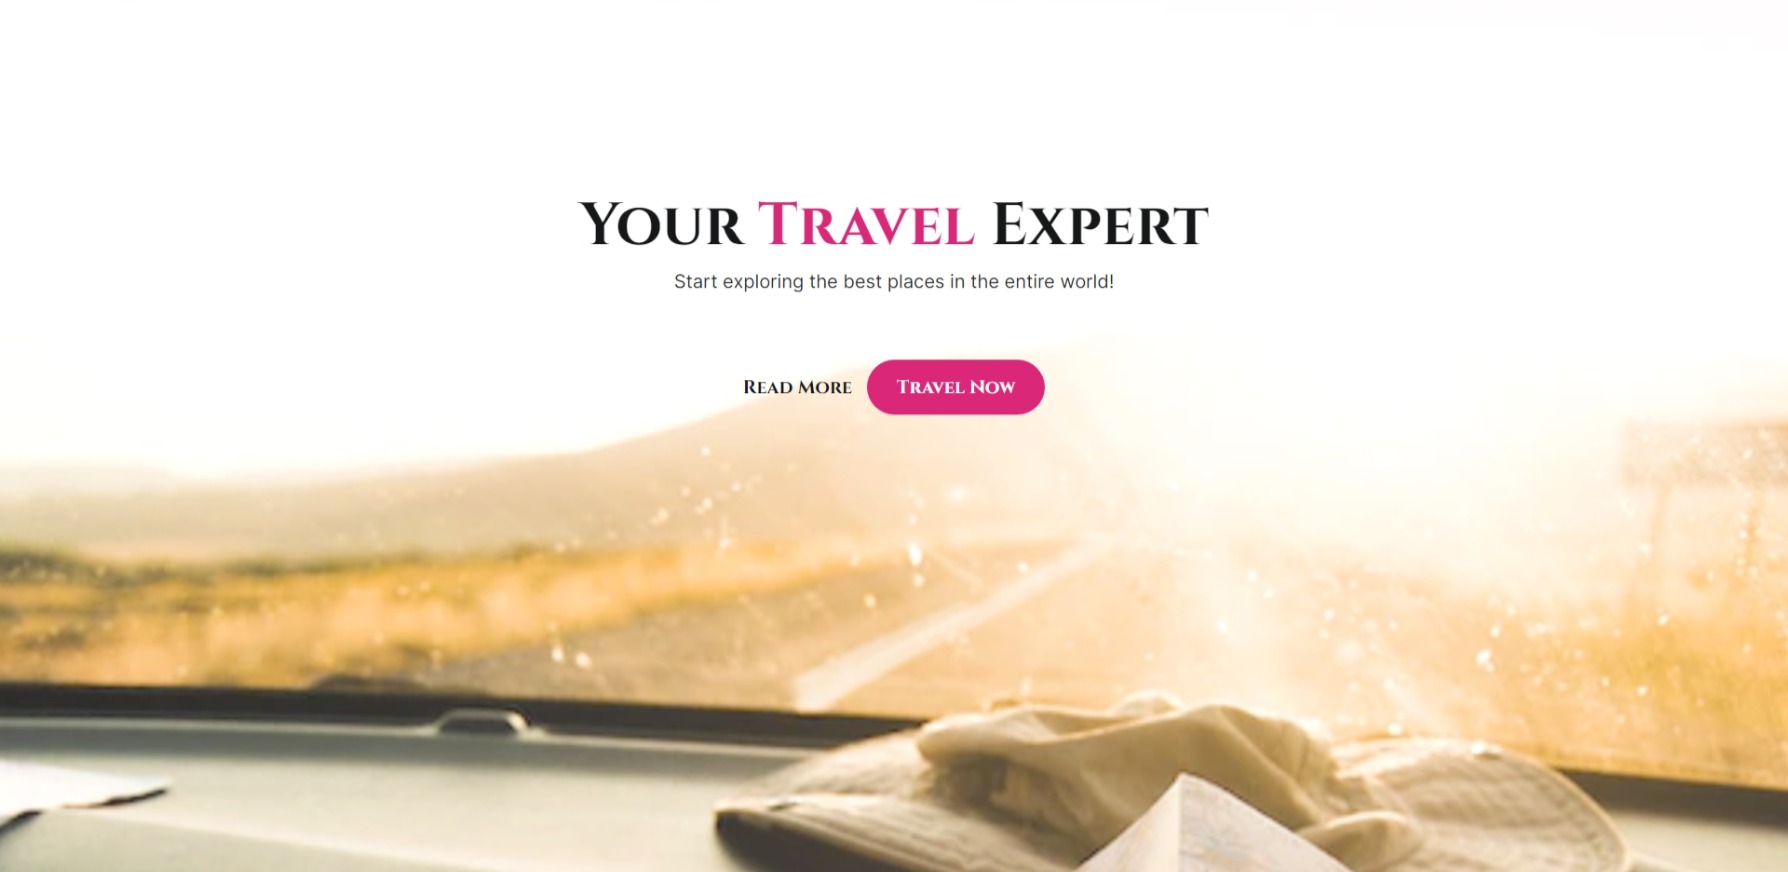 Your Travel Expert
Start exploring the best places in the entire world!
Read More
Travel Now